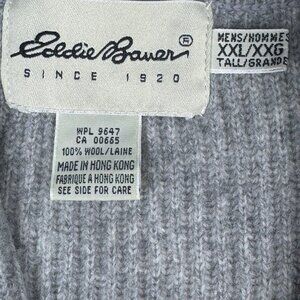 Eddie Bauer®
SINCE 1920
MENS/HOMMES
XXL/XXG
TALL/GRANDE
WPL 9647
CA 00665
100% WOOL/LAINE
MADE IN HONG KONG
FABRIQUE A HONG KONG
SEE SIDE FOR CARE